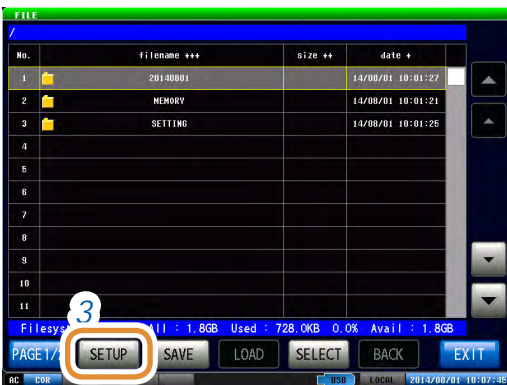 FILE
/
No. filename +++ size ++ date +
1 20140801 14/08/01 10:01:27
2 MEMORY 14/08/01 10:01:21
3 SETTING 14/08/01 10:01:25
4
5
6
7
8
9
10
11
3
All : 1.8GB Used : 728.0KB 0.0% Avail : 1.8GB
SETUP SAVE LOAD SELECT BACK EXIT
AC COR USB LOCAL 2014/08/01 10:07:45